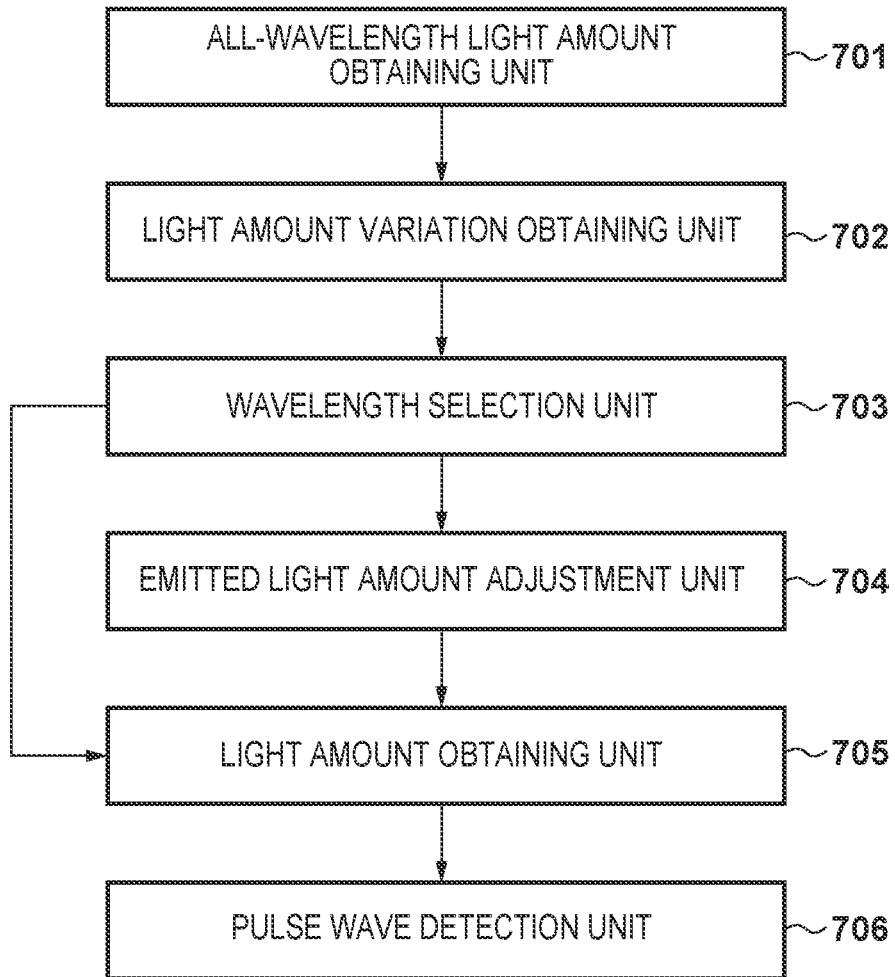 ALL-WAVELENGTH LIGHT AMOUNT
OBTAINING UNIT
701
LIGHT AMOUNT VARIATION OBTAINING UNIT
702
WAVELENGTH SELECTION UNIT
703
EMITTED LIGHT AMOUNT ADJUSTMENT UNIT
704
LIGHT AMOUNT OBTAINING UNIT
705
PULSE WAVE DETECTION UNIT
706